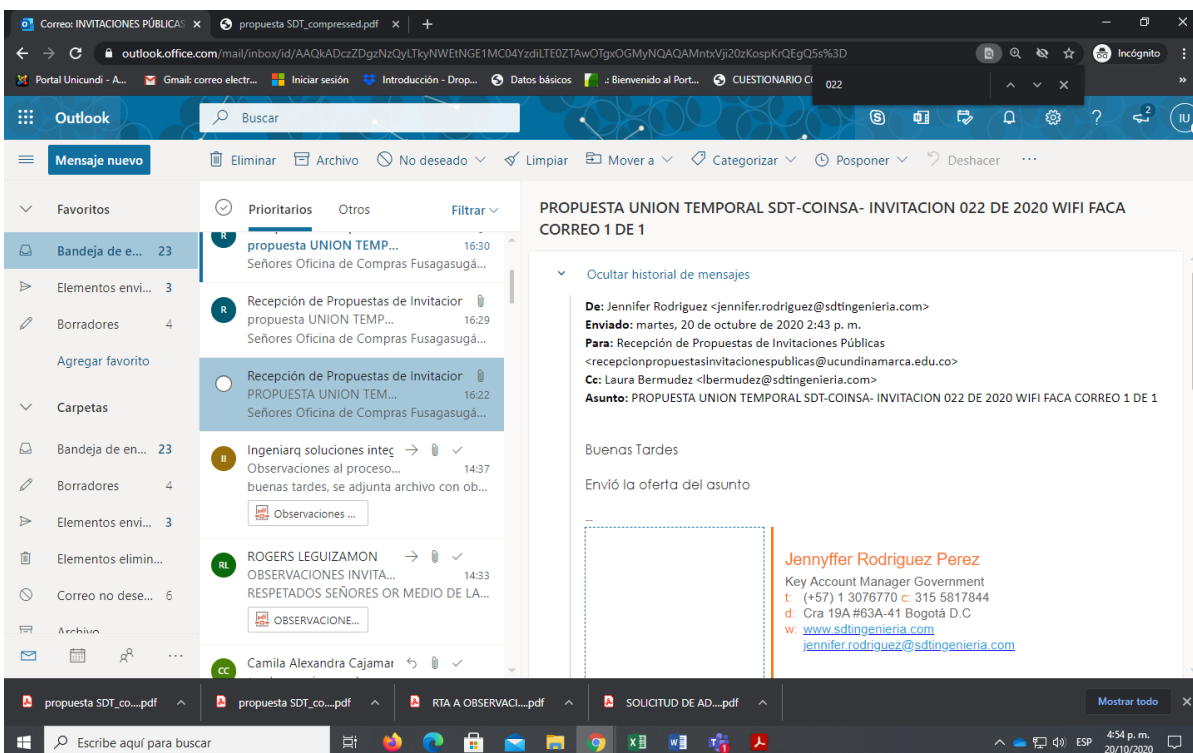 Correo: INVITACIONES PÚBLICAS
propuesta SDT_compressed.pdf
outlook.office.com/mail/inbox/id/AAQkADczZDgzNzQyLTkyNWEtNGE1MC04YzdiLTE0ZTAwOTgxOGMyNQAQAMntxVji20zKospKrQEgQ5s%3D
Incógnito
Portal Unicundi - A...
Gmail: correo electr...
Iniciar sesión
Introducción - Drop...
Datos básicos
.: Bienvenido al Port...
CUESTIONARIO CO
022
Outlook
Buscar
2
IU
Mensaje nuevo
Eliminar
Archivo
No deseado
Limpiar
Mover a
Categorizar
Posponer
Deshacer
Favoritos
Bandeja de e... 23
Elementos envi... 3
Borradores 4
Agregar favorito
Carpetas
Bandeja de en... 23
Borradores 4
Elementos envi... 3
Elementos elimin...
Correo no dese... 6
Archivo
Prioritarios
Otros
Filtrar
R
propuesta UNION TEMP... 16:30
Señores Oficina de Compras Fusagasugá...
R
Recepción de Propuestas de Invitacior
propuesta UNION TEMP... 16:29
Señores Oficina de Compras Fusagasugá...
Recepción de Propuestas de Invitacior
PROPUESTA UNION TEM... 16:22
Señores Oficina de Compras Fusagasugá...
II
Ingeniarq soluciones integ
Observaciones al proceso... 14:37
buenas tardes, se adjunta archivo con ob...
Observaciones ...
RL
ROGERS LEGUIZAMON
OBSERVACIONES INVITA... 14:33
RESPETADOS SEÑORES OR MEDIO DE LA...
OBSERVACIONE...
CC
Camila Alexandra Cajamar
PROPUESTA UNION TEMPORAL SDT-COINSA- INVITACION 022 DE 2020 WIFI FACA
CORREO 1 DE 1
Ocultar historial de mensajes
De: Jennifer Rodriguez <jennifer.rodriguez@sdtingenieria.com>
Enviado: martes, 20 de octubre de 2020 2:43 p. m.
Para: Recepción de Propuestas de Invitaciones Públicas
<recepcionpropuestasinvitacionespublicas@ucundinamarca.edu.co>
Cc: Laura Bermudez <lbermudez@sdtingenieria.com>
Asunto: PROPUESTA UNION TEMPORAL SDT-COINSA- INVITACION 022 DE 2020 WIFI FACA CORREO 1 DE 1
Buenas Tardes
Envió la oferta del asunto
--
Jennyffer Rodriguez Perez
Key Account Manager Government
t: (+57) 1 3076770 c: 315 5817844
d: Cra 19A #63A-41 Bogotá D.C
w: www.sdtingenieria.com
jennifer.rodriguez@sdtingenieria.com
propuesta SDT_co....pdf
propuesta SDT_co....pdf
RTA A OBSERVACI....pdf
SOLICITUD DE AD....pdf
Mostrar todo
Escribe aquí para buscar
ESP
4:54 p. m.
20/10/2020